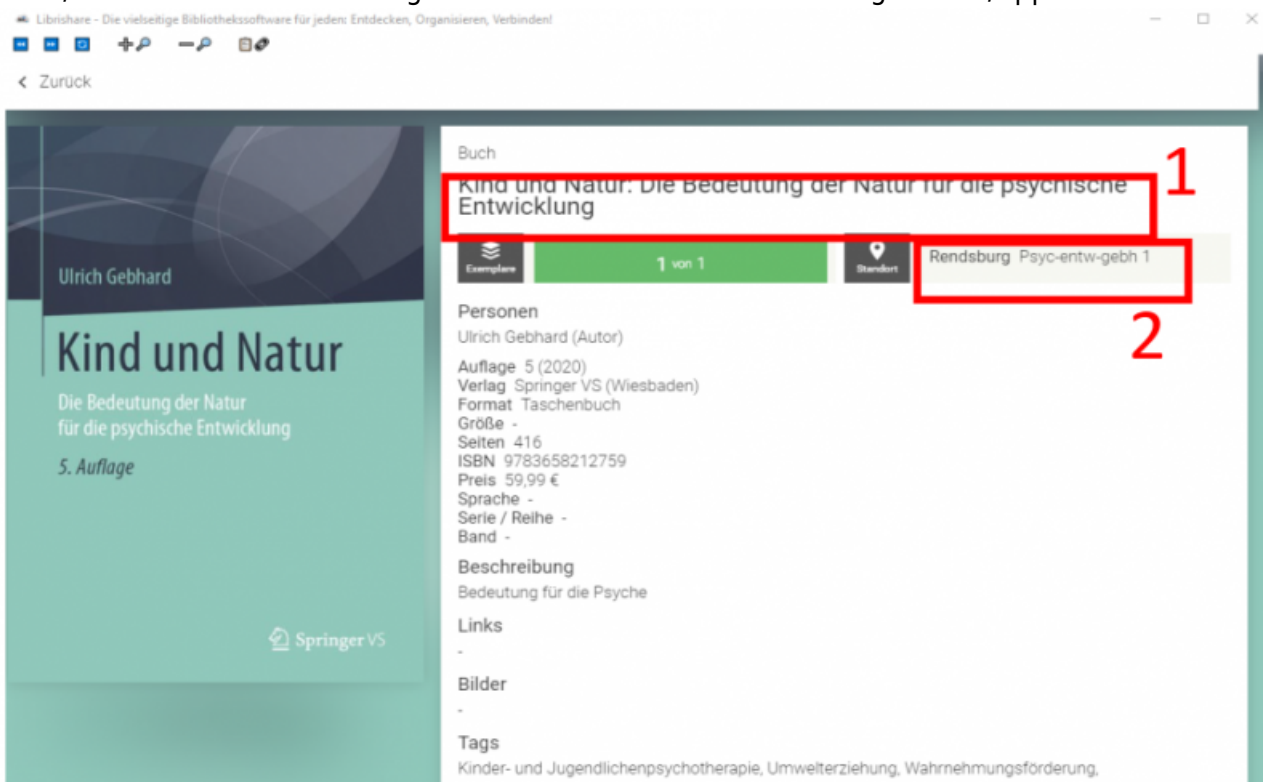 Librishare - Die vielseitige Bibliothekssoftware für jeden: Entdecken, Organisieren, Verbinden!
Zurück
Ulrich Gebhard
Kind und Natur
Die Bedeutung der Natur
für die psychische Entwicklung
5. Auflage
Springer VS
Buch
Kind und Natur: Die Bedeutung der Natur für die psychische
Entwicklung
1
Exemplare
1 von 1
Standort
Rendsburg Psyc-entw-gebh 1
2
Personen
Ulrich Gebhard (Autor)
Auflage 5 (2020)
Verlag Springer VS (Wiesbaden)
Format Taschenbuch
Größe -
Seiten 416
ISBN 9783658212759
Preis 59,99 €
Sprache -
Serie / Reihe -
Band -
Beschreibung
Bedeutung für die Psyche
Links
-
Bilder
-
Tags
Kinder- und Jugendlichenpsychotherapie, Umwelterziehung, Wahrnehmungsförderung,